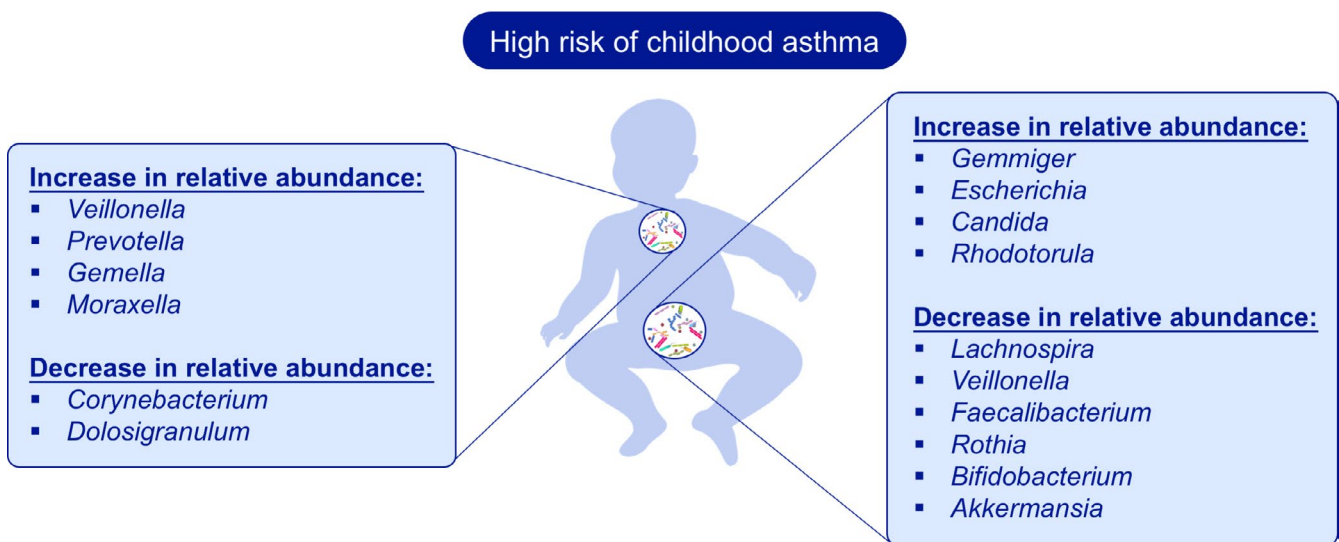 High risk of childhood asthma
Increase in relative abundance:
▪ Veillonella
▪ Prevotella
▪ Gemella
▪ Moraxella
Decrease in relative abundance:
▪ Corynebacterium
▪ Dolosigranulum
Increase in relative abundance:
▪ Gemmiger
▪ Escherichia
▪ Candida
▪ Rhodotorula
Decrease in relative abundance:
▪ Lachnospira
▪ Veillonella
▪ Faecalibacterium
▪ Rothia
▪ Bifidobacterium
▪ Akkermansia